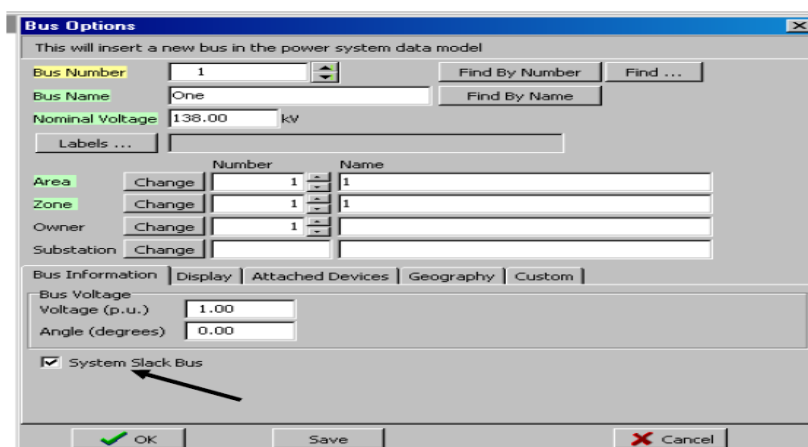 Bus Options
This will insert a new bus in the power system data model
Bus Number 1 Find By Number Find ...
Bus Name One Find By Name
Nominal Voltage 138.00 kV
Labels ...
Number Name
Area Change 1 1
Zone Change 1 1
Owner Change 1
Substation Change
Bus Information Display Attached Devices Geography Custom
Bus Voltage
Voltage (p.u.) 1.00
Angle (degrees) 0.00
System Slack Bus
OK Save Cancel